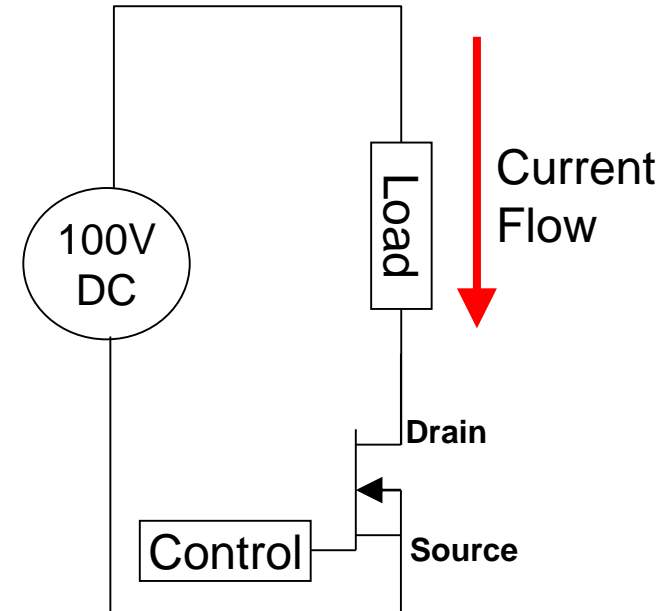 100V
DC
Load
Current
Flow
Drain
Control
Source